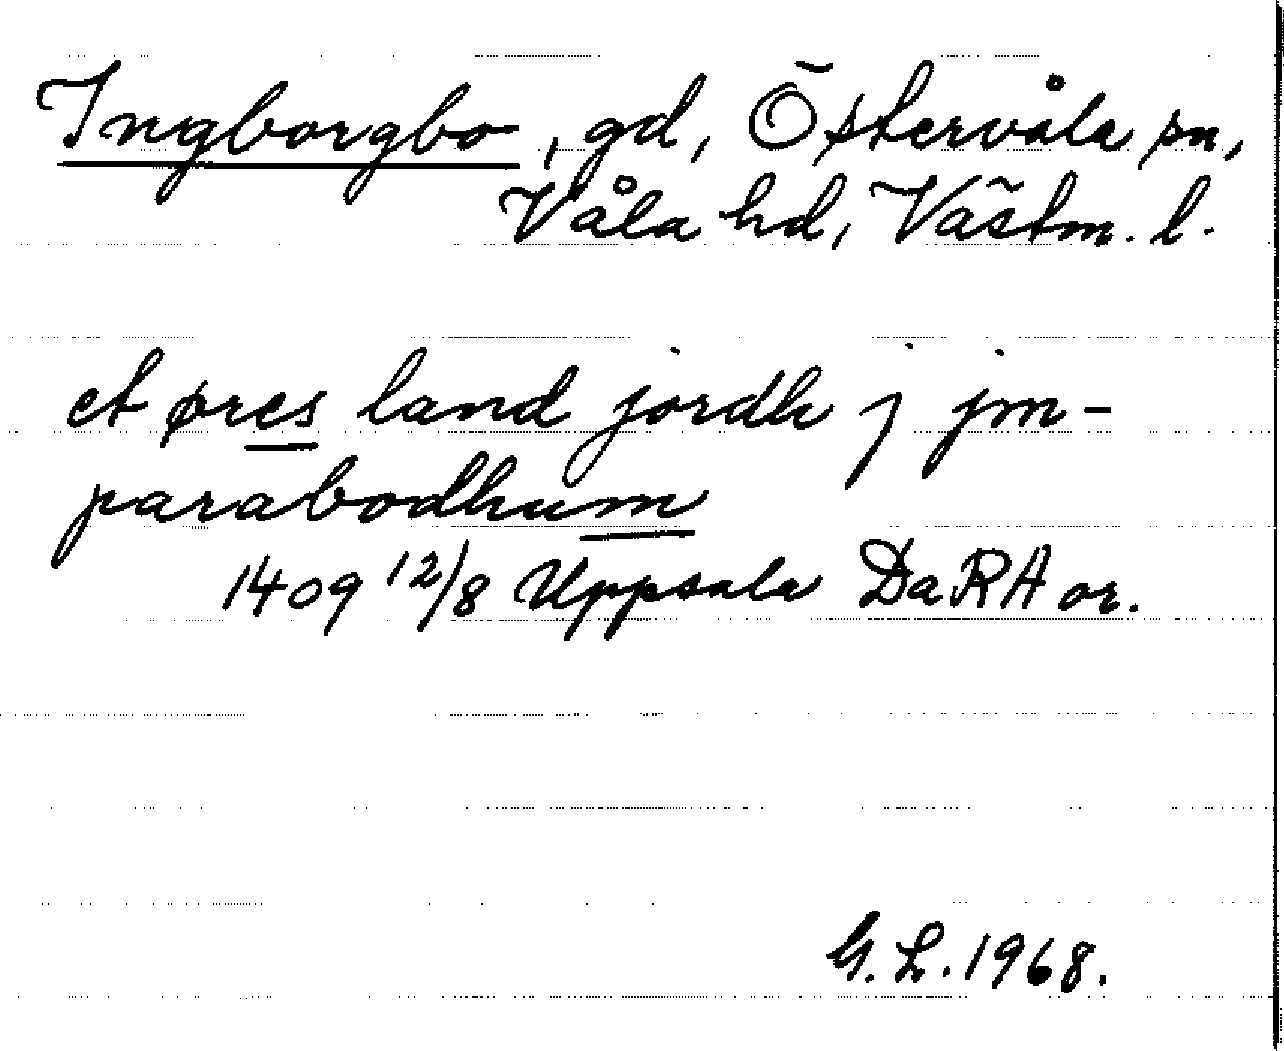 Ingborgbo, gd, Östervåla sn,
Våla hd, Västm. l.
et øres land jordh j jm-
parabodhum
1409 12/8 Uppsala DaRA or.
G. L. 1968.